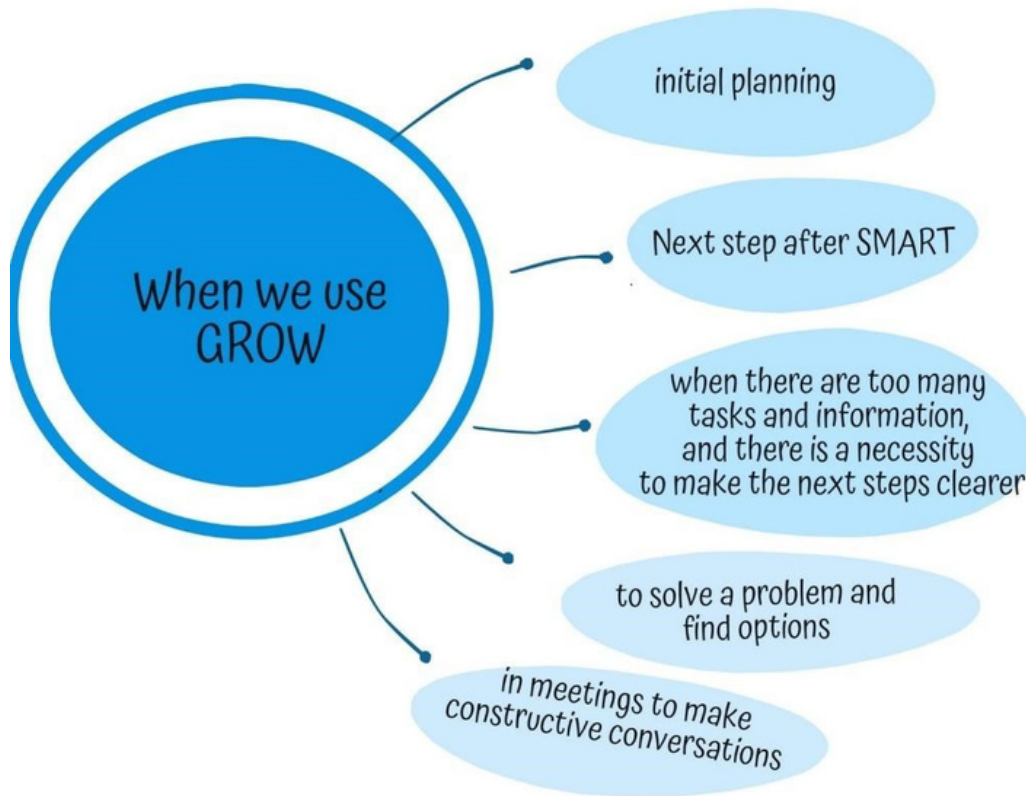 When we use
GROW
initial planning
Next step after SMART
when there are too many
tasks and information,
and there is a necessity
to make the next steps clearer
to solve a problem and
find options
in meetings to make
constructive conversations